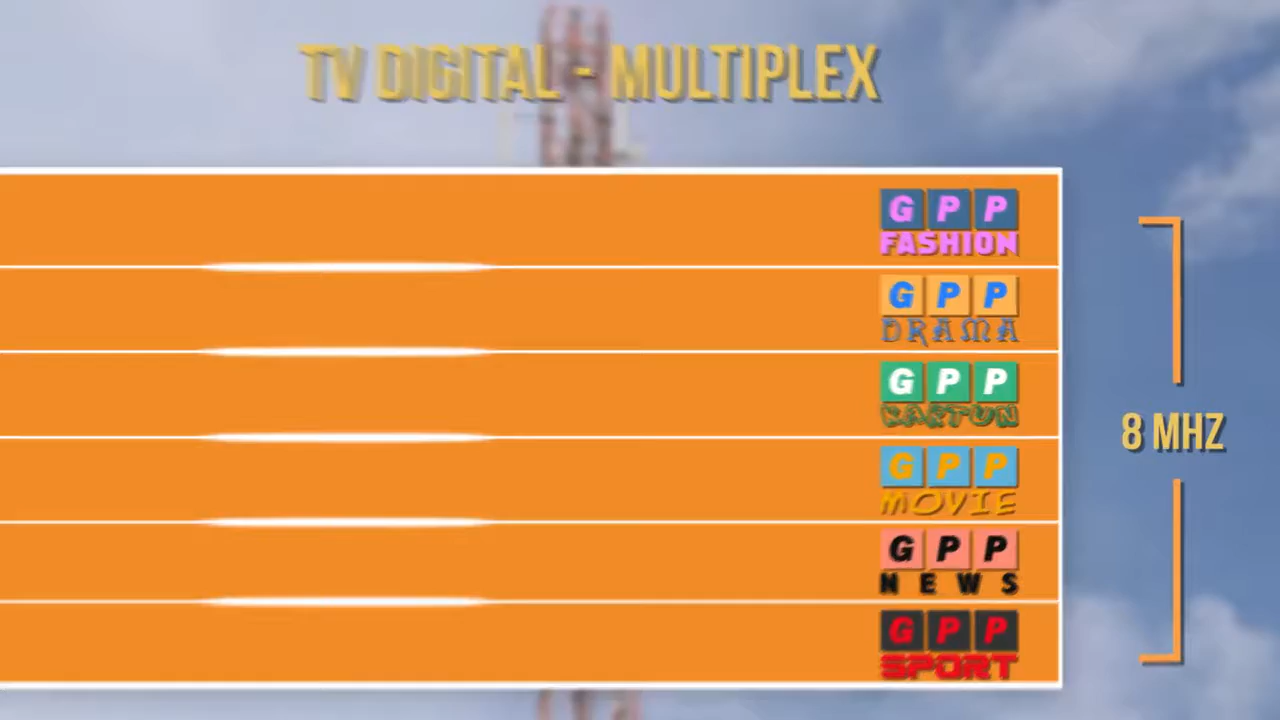 TV DIGITAL - MULTIPLEX
GPP
FASHION
GPP
DRAMA
GPP
KARTUN
8 MHZ
GPP
MOVIE
GPP
NEWS
GPP
SPORT